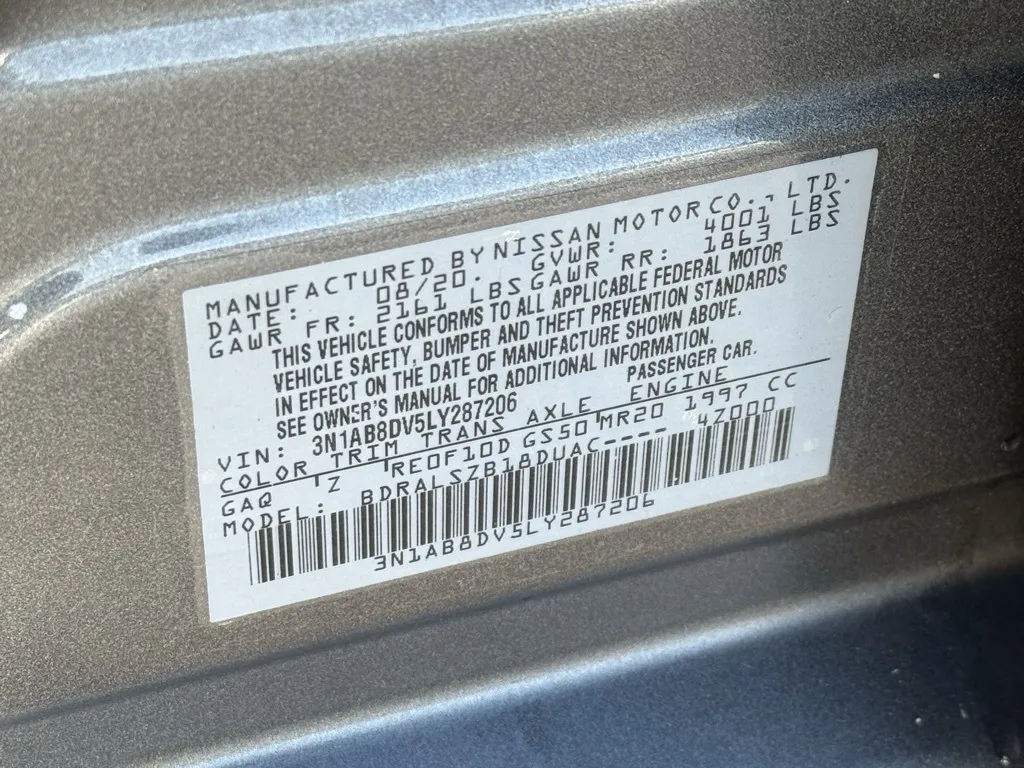 MANUFACTURED BY NISSAN MOTOR CO., LTD.
DATE: 08/20. GVWR: 4001 LBS
GAWR FR: 2161 LBS GAWR RR: 1863 LBS
THIS VEHICLE CONFORMS TO ALL APPLICABLE FEDERAL MOTOR
VEHICLE SAFETY, BUMPER AND THEFT PREVENTION STANDARDS
IN EFFECT ON THE DATE OF MANUFACTURE SHOWN ABOVE.
SEE OWNER'S MANUAL FOR ADDITIONAL INFORMATION.
VIN: 3N1AB8DV5LY287206 PASSENGER CAR.
COLOR TRIM TRANS AXLE ENGINE
GAQ Z RE0F10D GS50 MR20 1997 CC
MODEL: BDRALSZB18DUAC---- 4Z000
3N1AB8DV5LY287206